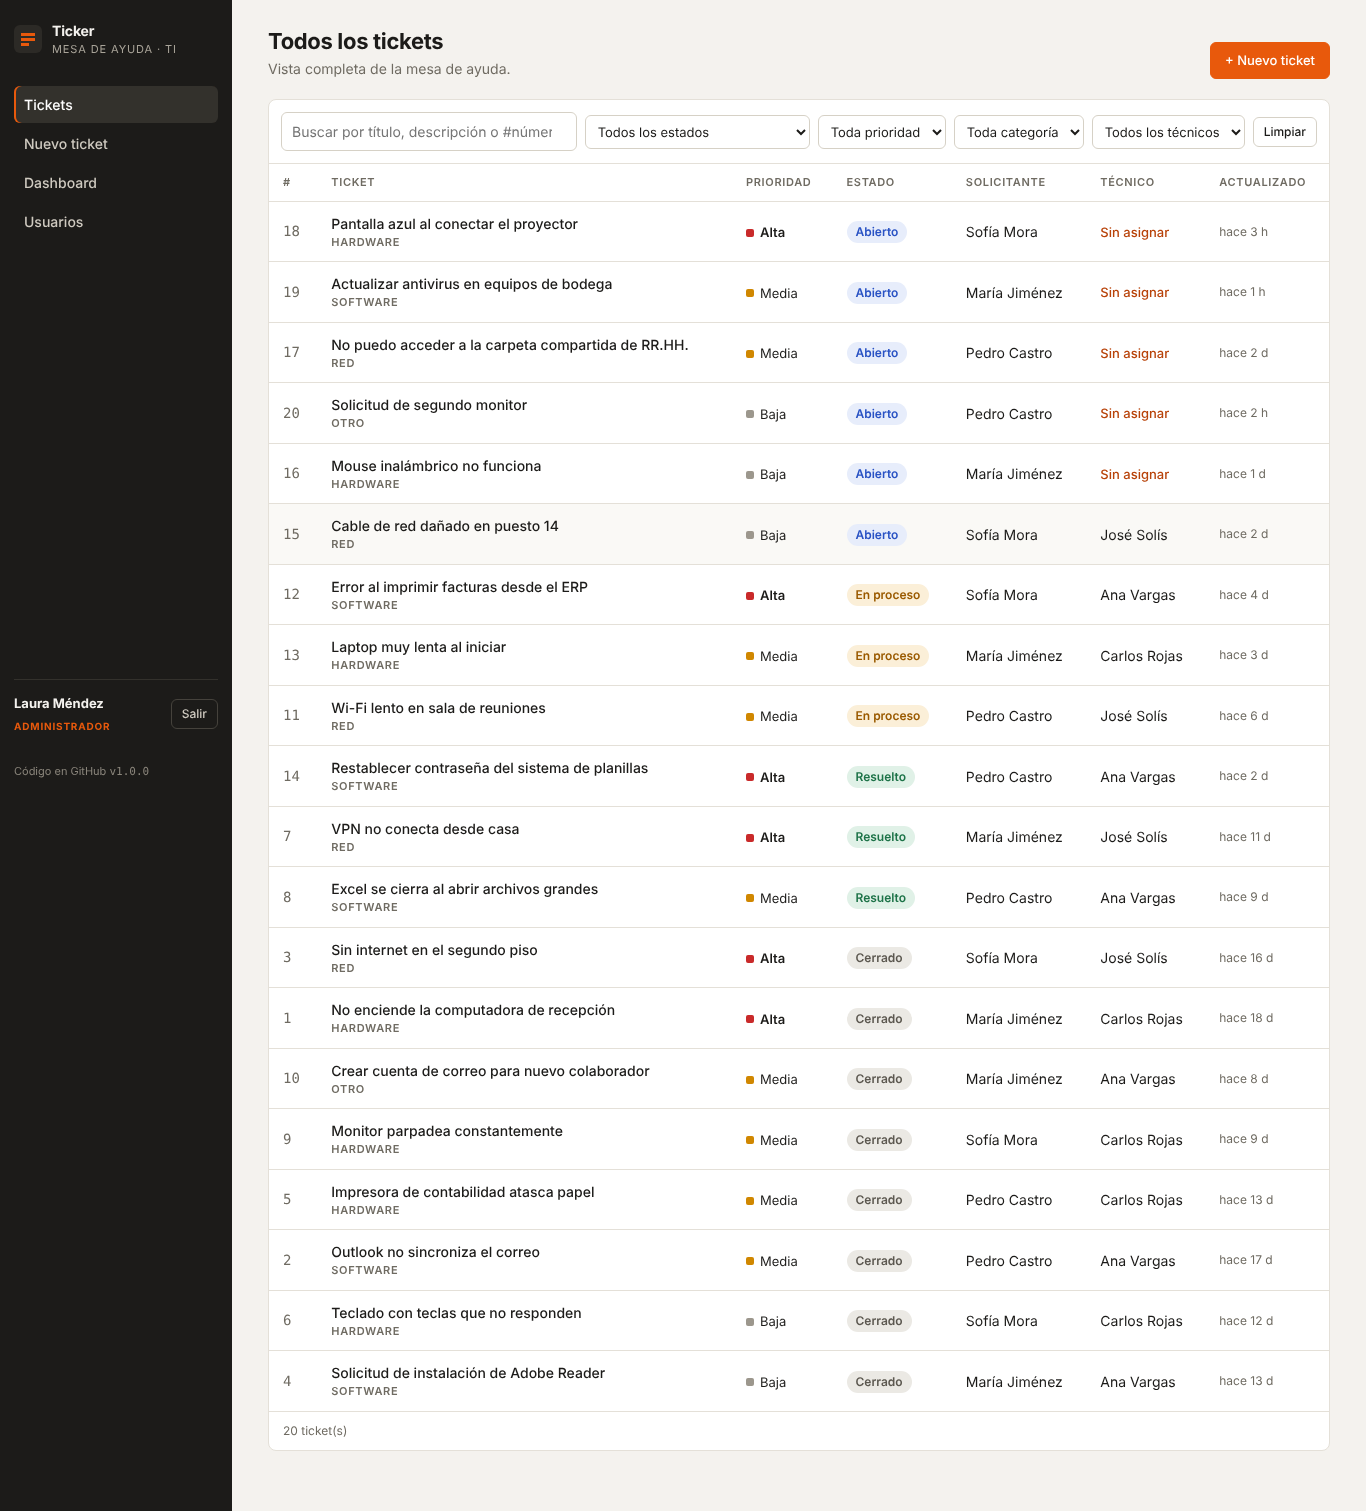 Ticker
MESA DE AYUDA · TI
Tickets
Nuevo ticket
Dashboard
Usuarios
Laura Méndez
ADMINISTRADOR
Salir
Código en GitHub v1.0.0
Todos los tickets
Vista completa de la mesa de ayuda.
+ Nuevo ticket
Buscar por título, descripción o #númer
Todos los estados
Toda prioridad
Toda categoría
Todos los técnicos
Limpiar
# TICKET PRIORIDAD ESTADO SOLICITANTE TÉCNICO ACTUALIZADO
18 Pantalla azul al conectar el proyector Alta Abierto Sofía Mora Sin asignar hace 3 h
HARDWARE
19 Actualizar antivirus en equipos de bodega Media Abierto María Jiménez Sin asignar hace 1 h
SOFTWARE
17 No puedo acceder a la carpeta compartida de RR.HH. Media Abierto Pedro Castro Sin asignar hace 2 d
RED
20 Solicitud de segundo monitor Baja Abierto Pedro Castro Sin asignar hace 2 h
OTRO
16 Mouse inalámbrico no funciona Baja Abierto María Jiménez Sin asignar hace 1 d
HARDWARE
15 Cable de red dañado en puesto 14 Baja Abierto Sofía Mora José Solís hace 2 d
RED
12 Error al imprimir facturas desde el ERP Alta En proceso Sofía Mora Ana Vargas hace 4 d
SOFTWARE
13 Laptop muy lenta al iniciar Media En proceso María Jiménez Carlos Rojas hace 3 d
HARDWARE
11 Wi-Fi lento en sala de reuniones Media En proceso Pedro Castro José Solís hace 6 d
RED
14 Restablecer contraseña del sistema de planillas Alta Resuelto Pedro Castro Ana Vargas hace 2 d
SOFTWARE
7 VPN no conecta desde casa Alta Resuelto María Jiménez José Solís hace 11 d
RED
8 Excel se cierra al abrir archivos grandes Media Resuelto Pedro Castro Ana Vargas hace 9 d
SOFTWARE
3 Sin internet en el segundo piso Alta Cerrado Sofía Mora José Solís hace 16 d
RED
1 No enciende la computadora de recepción Alta Cerrado María Jiménez Carlos Rojas hace 18 d
HARDWARE
10 Crear cuenta de correo para nuevo colaborador Media Cerrado María Jiménez Ana Vargas hace 8 d
OTRO
9 Monitor parpadea constantemente Media Cerrado Sofía Mora Carlos Rojas hace 9 d
HARDWARE
5 Impresora de contabilidad atasca papel Media Cerrado Pedro Castro Carlos Rojas hace 13 d
HARDWARE
2 Outlook no sincroniza el correo Media Cerrado Pedro Castro Ana Vargas hace 17 d
SOFTWARE
6 Teclado con teclas que no responden Baja Cerrado Sofía Mora Carlos Rojas hace 12 d
HARDWARE
4 Solicitud de instalación de Adobe Reader Baja Cerrado María Jiménez Ana Vargas hace 13 d
SOFTWARE
20 ticket(s)